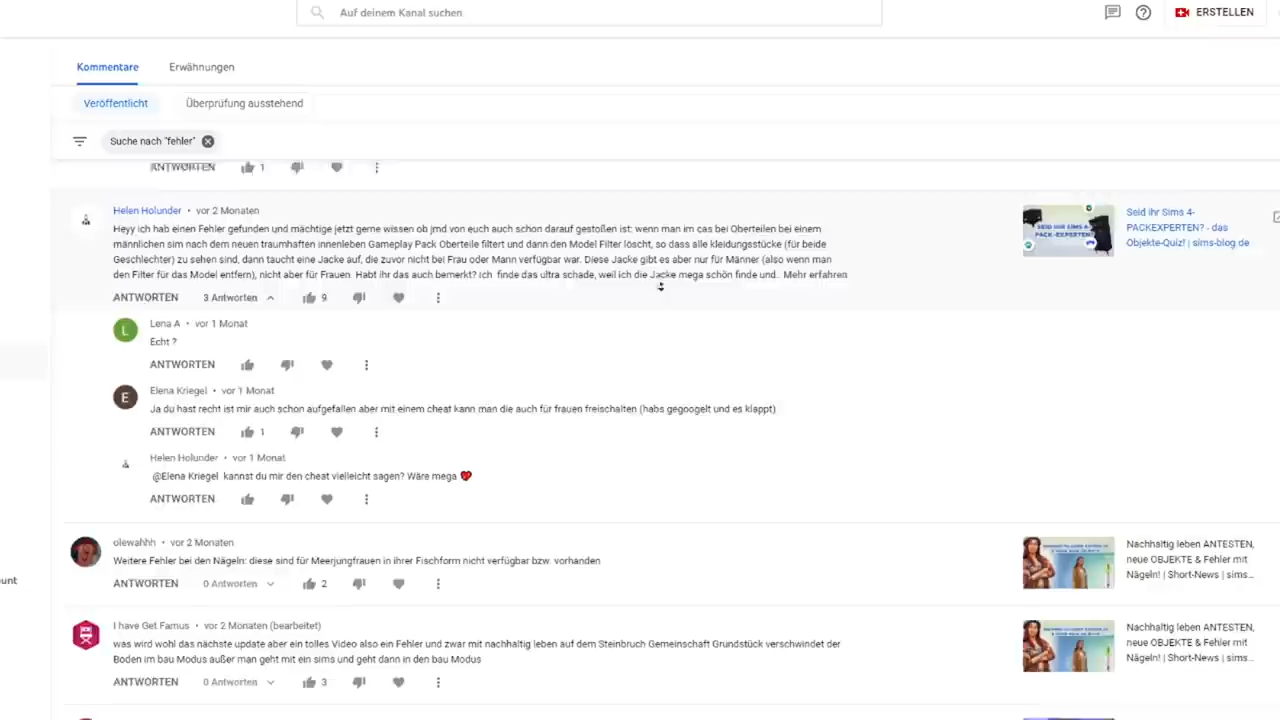 Auf deinem Kanal suchen
ERSTELLEN
Kommentare
Erwähnungen
Veröffentlicht
Überprüfung ausstehend
Suche nach "fehler"
ANTWORTEN 1
Helen Holunder • vor 2 Monaten
Heyy ich hab einen Fehler gefunden und mächtige jetzt gerne wissen ob jmd von euch auch schon darauf gestoßen ist: wenn man im cas bei Oberteilen bei einem
männlichen sim nach dem neuen traumhaften innenleben Gameplay Pack Oberteile filtert und dann den Model Filter löscht, so dass alle kleidungsstücke (für beide
Geschlechter) zu sehen sind, dann taucht eine Jacke auf, die zuvor nicht bei Frau oder Mann verfügbar war. Diese Jacke gibt es aber nur für Männer (also wenn man
den Filter für das Model entfern), nicht aber für Frauen. Habt ihr das auch bemerkt? ich finde das ultra schade, weil ich die Jacke mega schön finde und.. Mehr erfahren
ANTWORTEN 3 Antworten 9
Seid ihr Sims 4-
PACKEXPERTEN? - das
Objekte-Quiz! | sims-blog.de
SEID IHR SIMS 4
PACK-EXPERTEN?
L
Lena A • vor 1 Monat
Echt ?
ANTWORTEN
E
Elena Kriegel • vor 1 Monat
Ja du hast recht ist mir auch schon aufgefallen aber mit einem cheat kann man die auch für frauen freischalten (habs gegoogelt und es klappt)
ANTWORTEN 1
Helen Holunder • vor 1 Monat
@Elena Kriegel kannst du mir den cheat vielleicht sagen? Wäre mega ❤
ANTWORTEN
olewahhh • vor 2 Monaten
Weitere Fehler bei den Nägeln: diese sind für Meerjungfrauen in ihrer Fischform nicht verfügbar bzw. vorhanden
ANTWORTEN 0 Antworten 2
Nachhaltig leben ANTESTEN,
neue OBJEKTE & Fehler mit
Nägeln! | Short-News | sims...
ount
I have Get Famus • vor 2 Monaten (bearbeitet)
was wird wohl das nächste update aber ein tolles Video also ein Fehler und zwar mit nachhaltig leben auf dem Steinbruch Gemeinschaft Grundstück verschwindet der
Boden im bau Modus außer man geht mit ein sims und geht dann in den bau Modus
ANTWORTEN 0 Antworten 3
Nachhaltig leben ANTESTEN,
neue OBJEKTE & Fehler mit
Nägeln! | Short-News | sims...